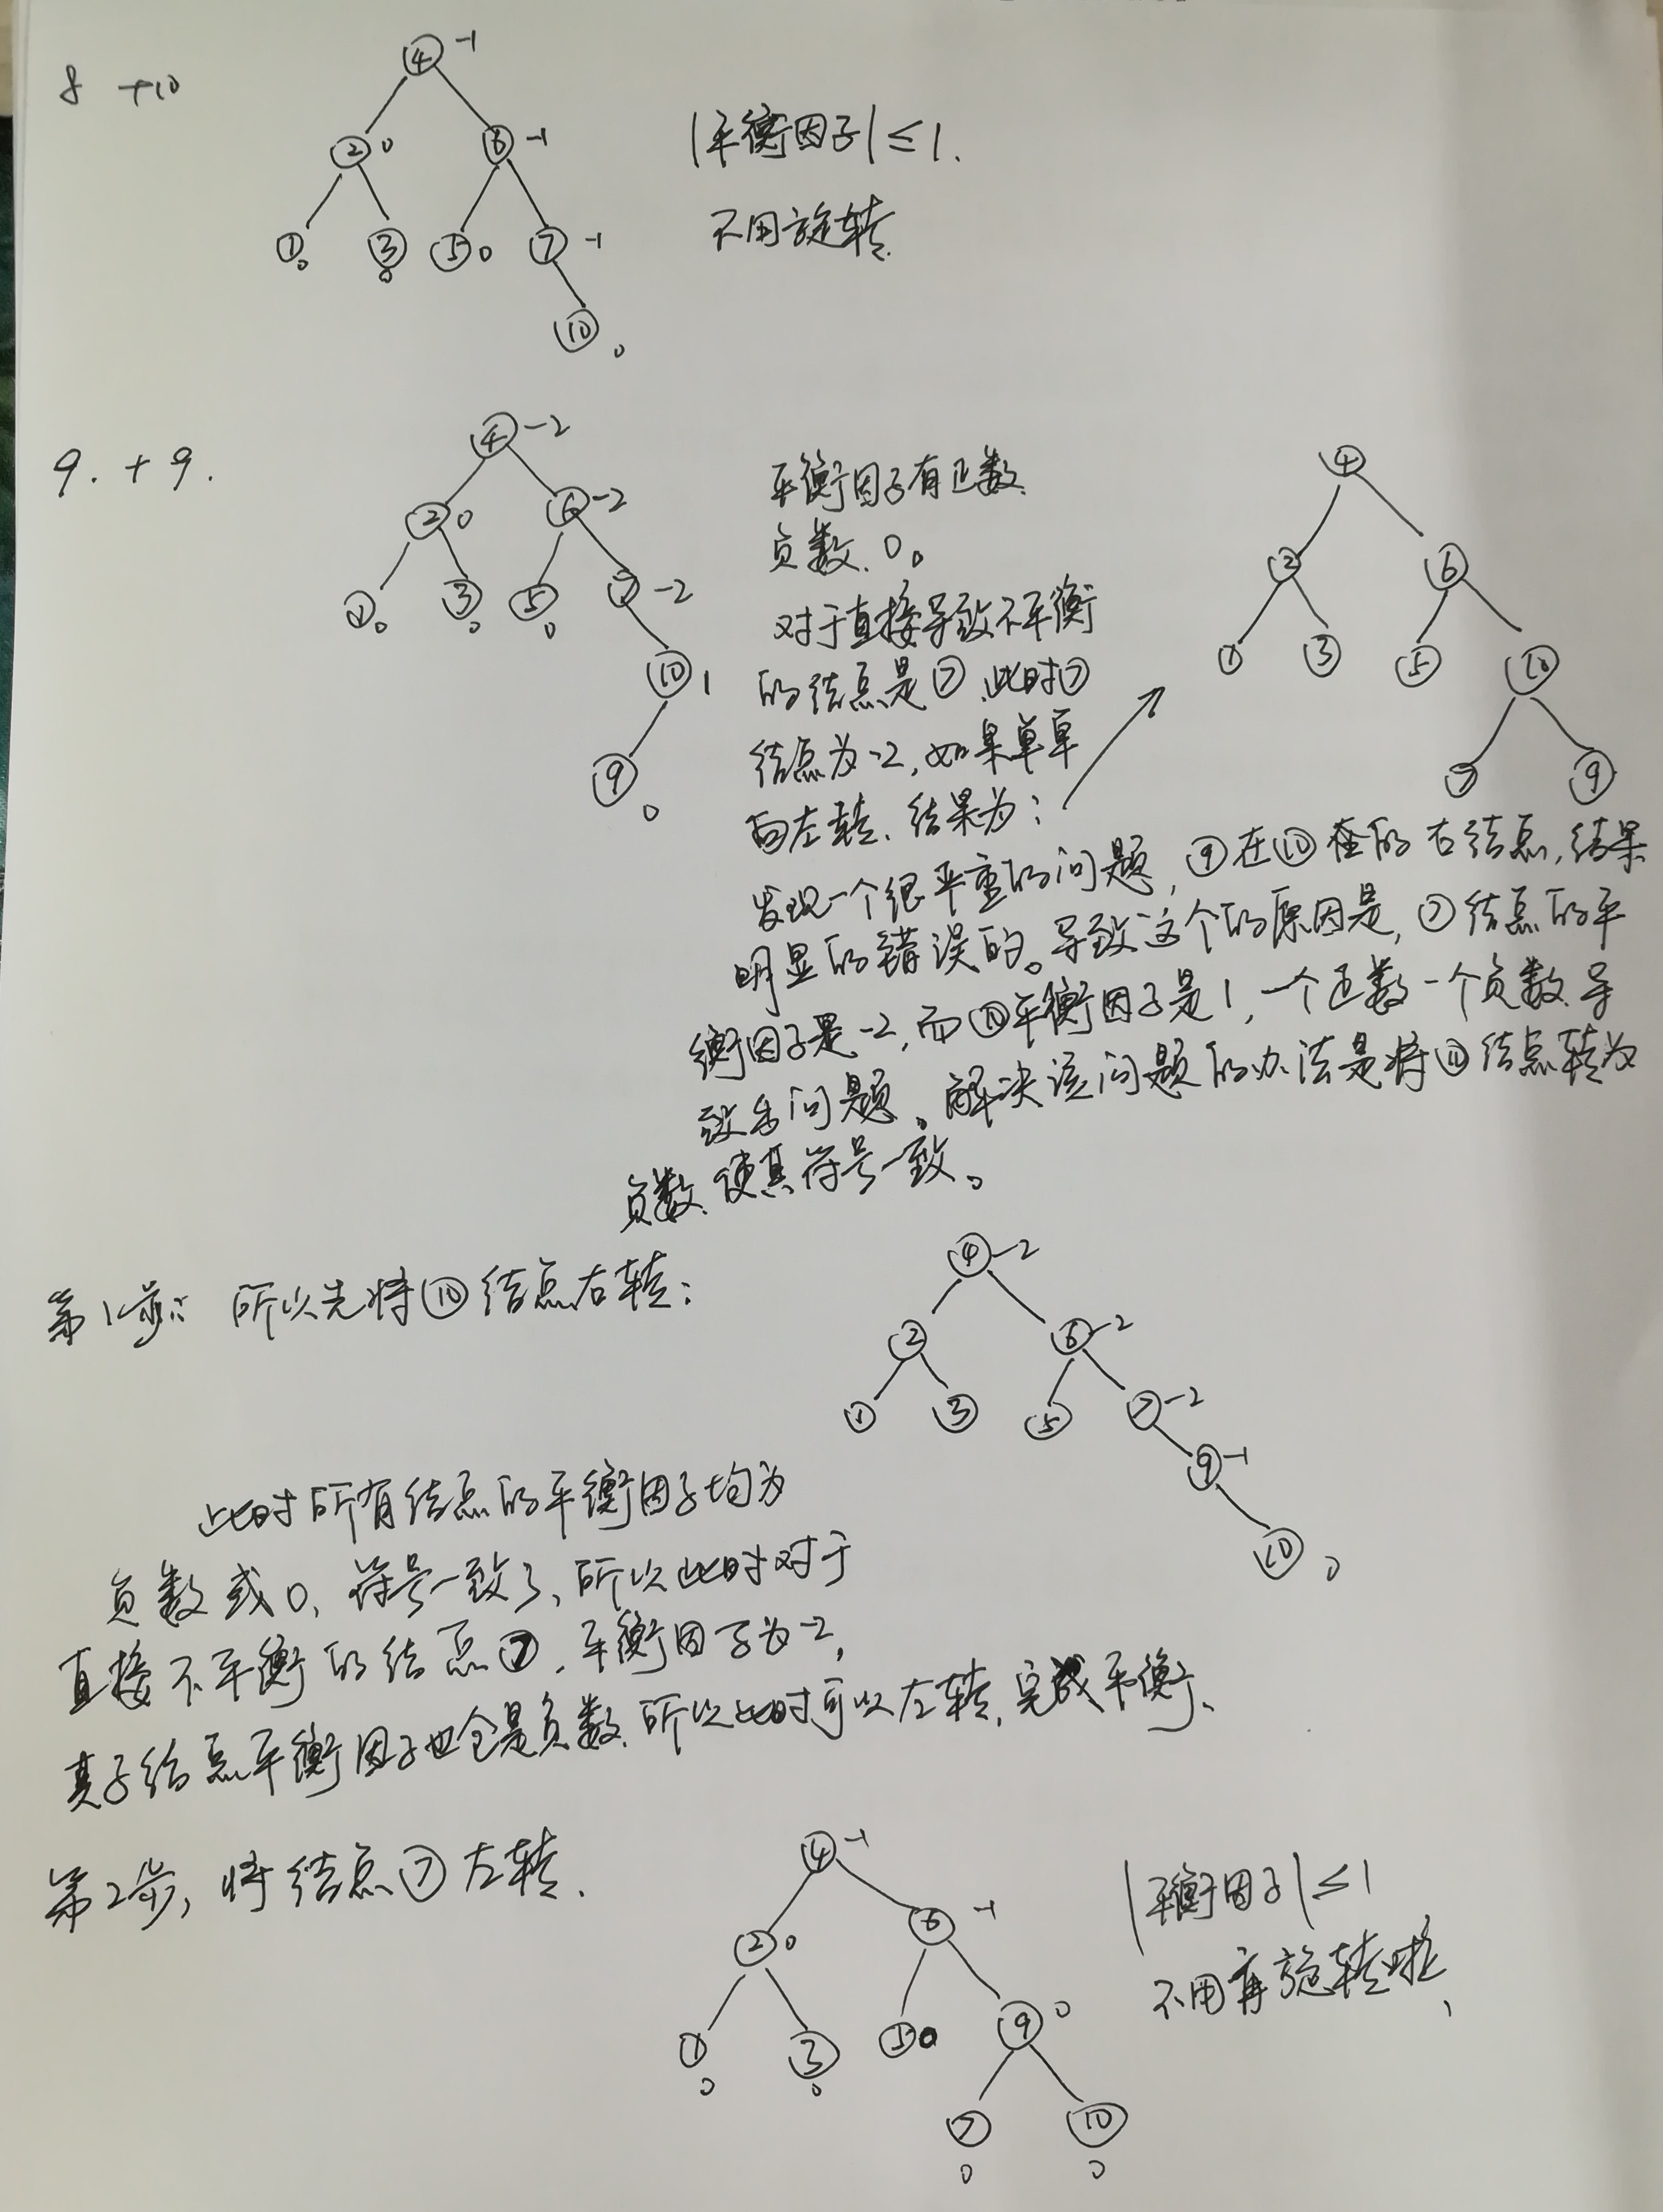 8 +10
④ -1
② 0 ⑥ -1
① 0 ③ 0 ⑤ 0 ⑦ -1
⑩ 0
|平衡因子|≤1.
不用旋转
9. +9.
④ -2
② 0 ⑥ -2
① 0 ③ 0 ⑤ 0 ⑦ -2
⑩ 1
⑨ 0
平衡因子有正数
负数、0。
对于直接导致不平衡
的结点是⑦,此时⑦
结点为-2,如果单单
向左转,结果为:
④
② ⑥
① ③ ⑤ ⑩
⑦ ⑨
发现一个很严重的问题,⑨在⑩在的右结点,结果
明显的错误的。导致这个的原因是,⑦结点的平
衡因子是-2,而⑩平衡因子是1,一个正数一个负数导
致出问题。解决该问题的办法是将⑩结点转为
负数,使其符号一致。
第1步: 所以先将⑩结点右转:
④ -2
② ⑥ -2
① ③ ⑤ ⑦ -2
⑨ -1
⑩ 0
此时所有结点的平衡因子均为
负数或0,符号一致了,所以此时对于
直接不平衡的结点⑦,平衡因子为-2,
其子结点平衡因子也全是负数,所以此时可以左转,完成平衡、
第2步,将结点⑦左转.
④ -1
② 0 ⑥ -1
① 0 ③ 0 ⑤ 0 ⑨ 0
⑦ 0 ⑩ 0
|平衡因子|≤1
不用再旋转啦、